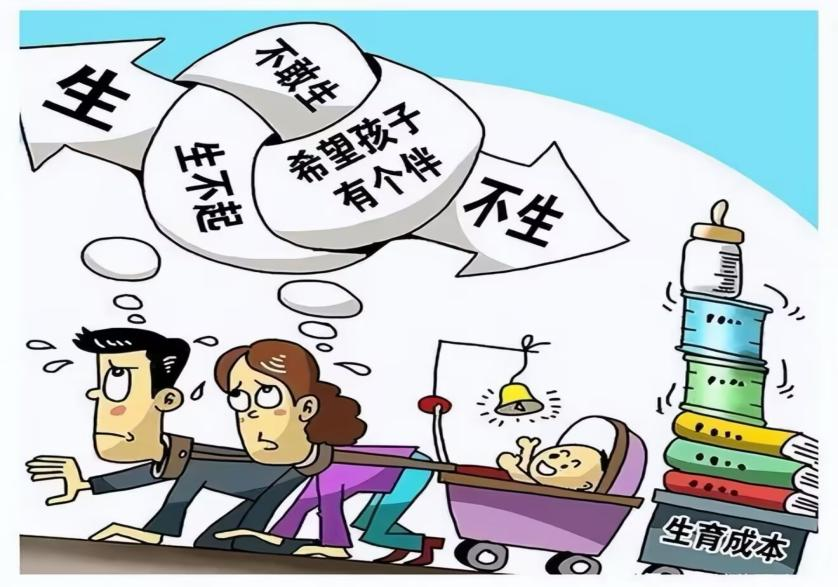 生
不敢生
生不起
希望孩子
有个伴
不生
生育成本